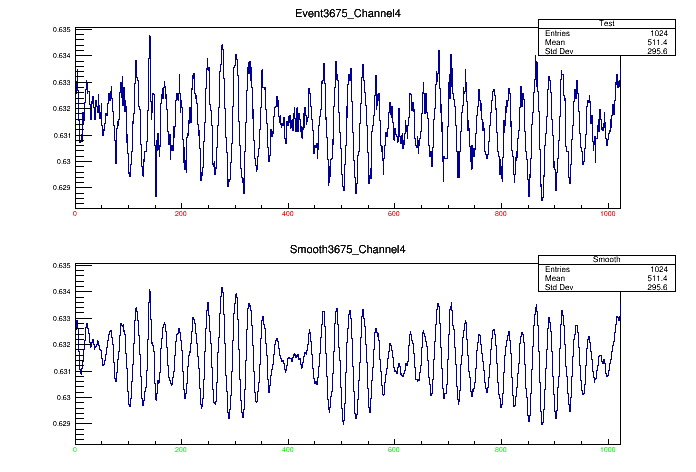 Event3675_Channel4
Test
Entries 1024
Mean 511.4
Std Dev 295.6
0.635
0.634
0.633
0.632
0.631
0.63
0.629
0 200 400 600 800 1000
Smooth3675_Channel4
Smooth
Entries 1024
Mean 511.4
Std Dev 295.6
0.635
0.634
0.633
0.632
0.631
0.63
0.629
0 200 400 600 800 1000